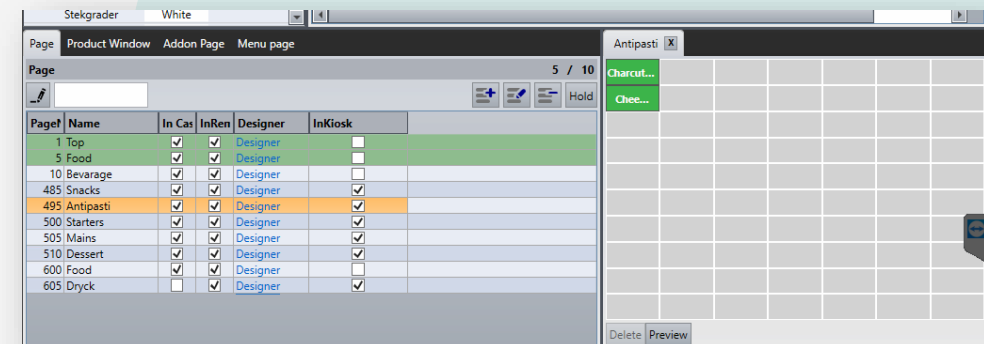 Stekgrader White
Page Product Window Addon Page Menu page
Page 5 / 10
Hold
Name In Cas InRen Designer InKiosk
1 Top Designer
5 Food Designer
10 Bevarage Designer
485 Snacks Designer
495 Antipasti Designer
500 Starters Designer
505 Mains Designer
510 Dessert Designer
600 Food Designer
605 Dryck Designer
Antipasti X
Charcut...
Chee...
Delete Preview